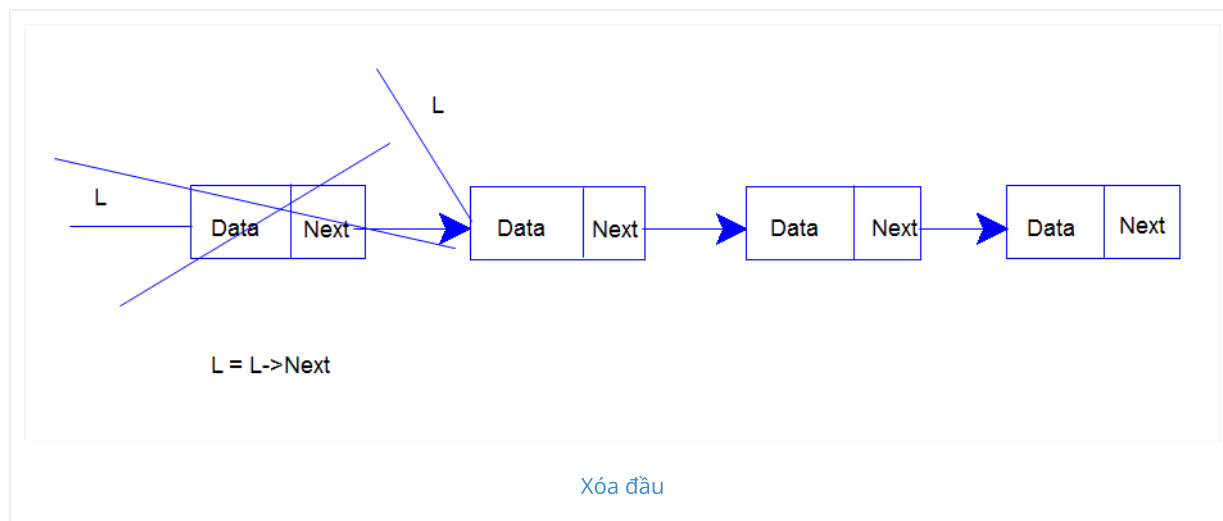 L
L
Data Next Data Next Data Next Data Next
L = L->Next
Xóa đầu